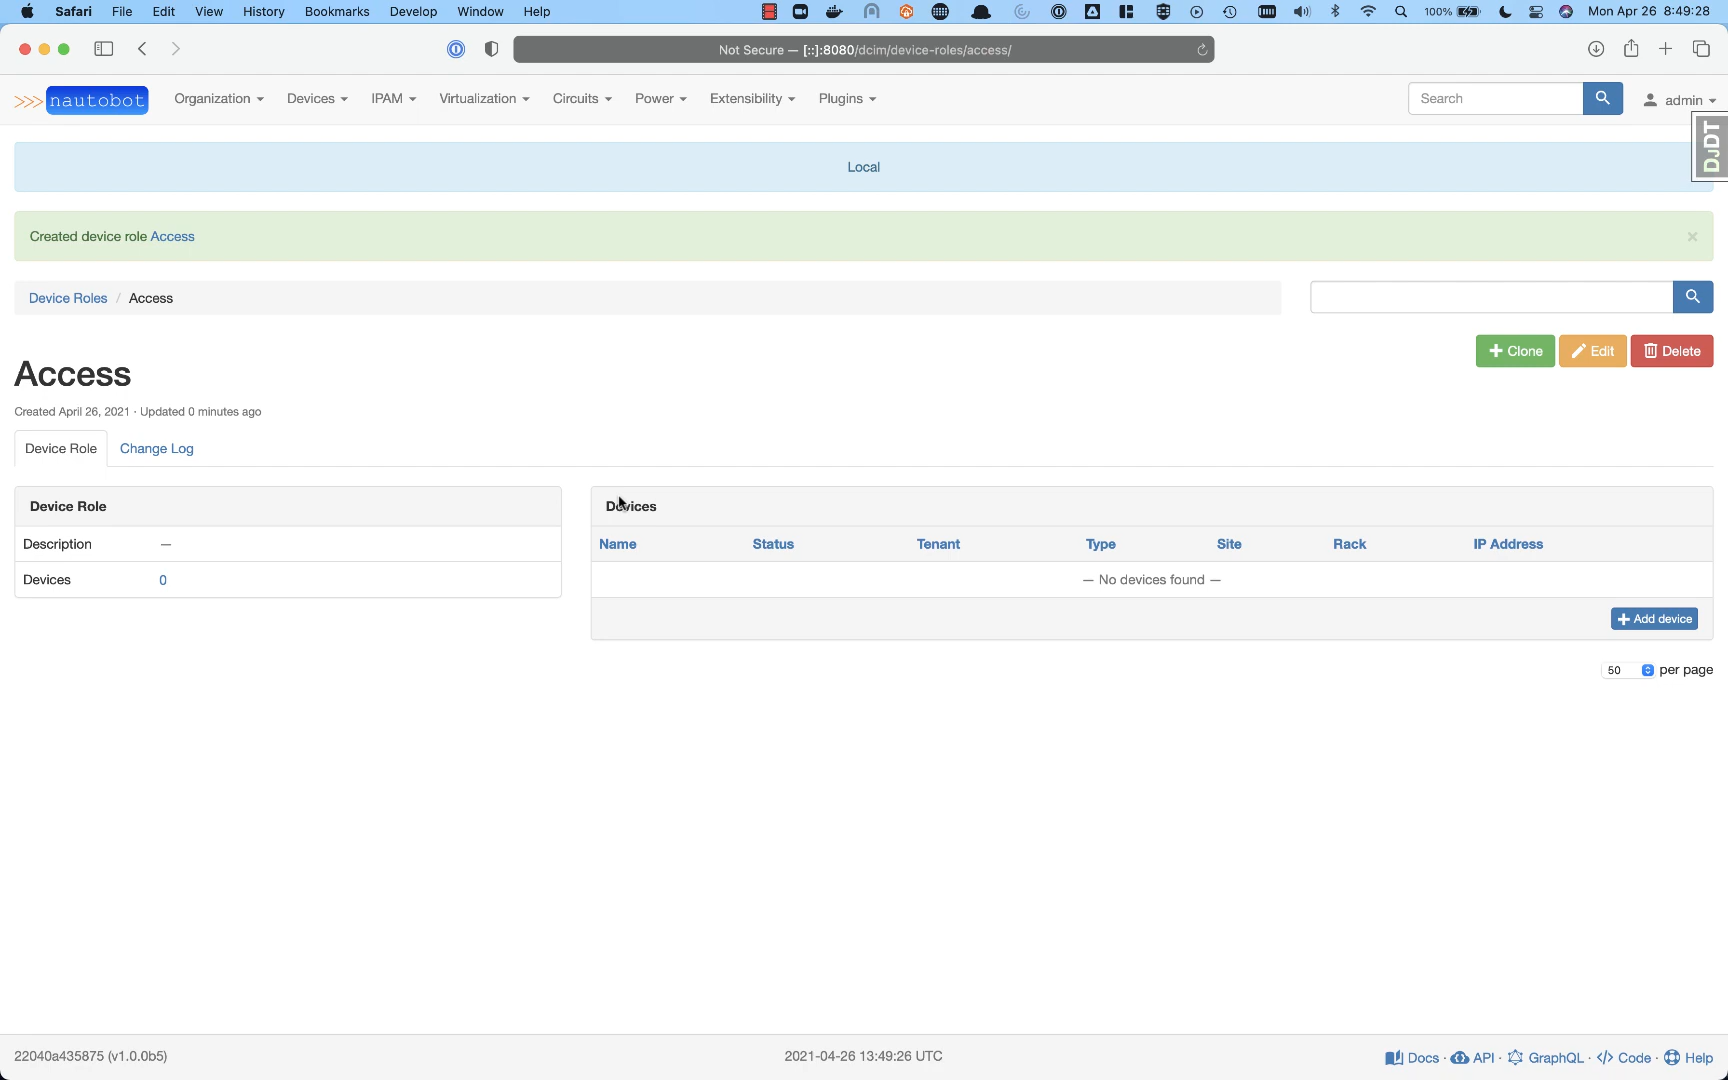 Safari File Edit View History Bookmarks Develop Window Help 100% Mon Apr 26 8:49:28
Not Secure — [::]:8080/dcim/device-roles/access/
>>> nautobot Organization Devices IPAM Virtualization Circuits Power Extensibility Plugins Search admin
DJDT
Local
Created device role Access ×
Device Roles / Access
Clone Edit Delete
Access
Created April 26, 2021 · Updated 0 minutes ago
Device Role Change Log
Device Role
Description —
Devices 0
Devices
Name Status Tenant Type Site Rack IP Address
— No devices found —
Add device
50 per page
22040a435875 (v1.0.0b5) 2021-04-26 13:49:26 UTC Docs · API · GraphQL · Code · Help